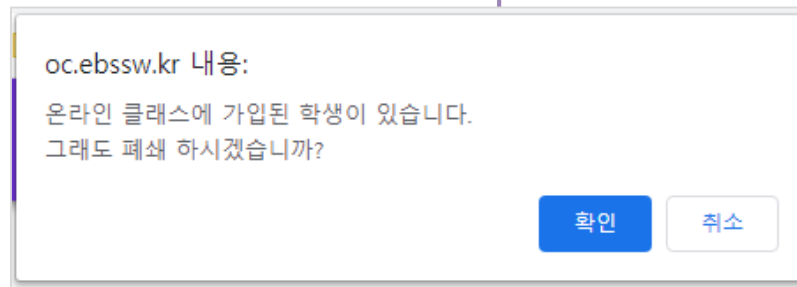 oc.ebssw.kr 내용:
온라인 클래스에 가입된 학생이 있습니다.
그래도 폐쇄 하시겠습니까?
확인
취소